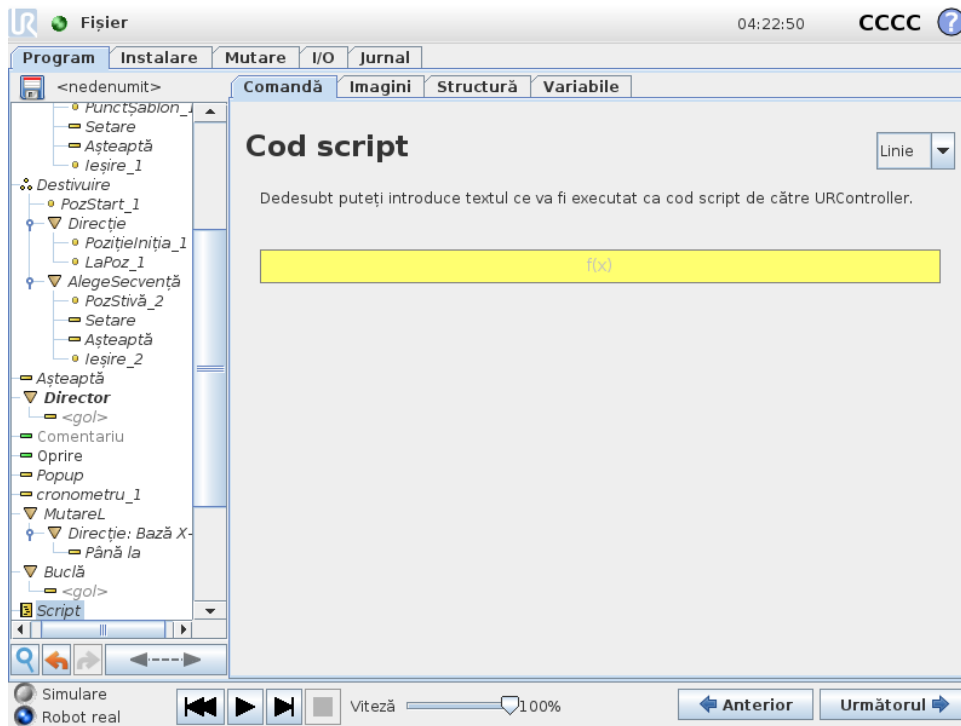 UR Fișier 04:22:50 CCCC ?
Program Instalare Mutare I/O Jurnal
<nedenumit>
Comandă Imagini Structură Variabile
PunctȘablon_1
Setare
Așteaptă
Ieșire_1
Destivuire
PozStart_1
Direcție
PozițieIniția_1
LaPoz_1
AlegeSecvență
PozStivă_2
Setare
Așteaptă
Ieșire_2
Așteaptă
Director
<gol>
Comentariu
Oprire
Popup
cronometru_1
MutareL
Direcție: Bază X-
Până la
Buclă
<gol>
Script
Cod script
Linie
Dedesubt puteți introduce textul ce va fi executat ca cod script de către URController.
f(x)
Simulare
Robot real
Viteză 100%
Anterior Următorul